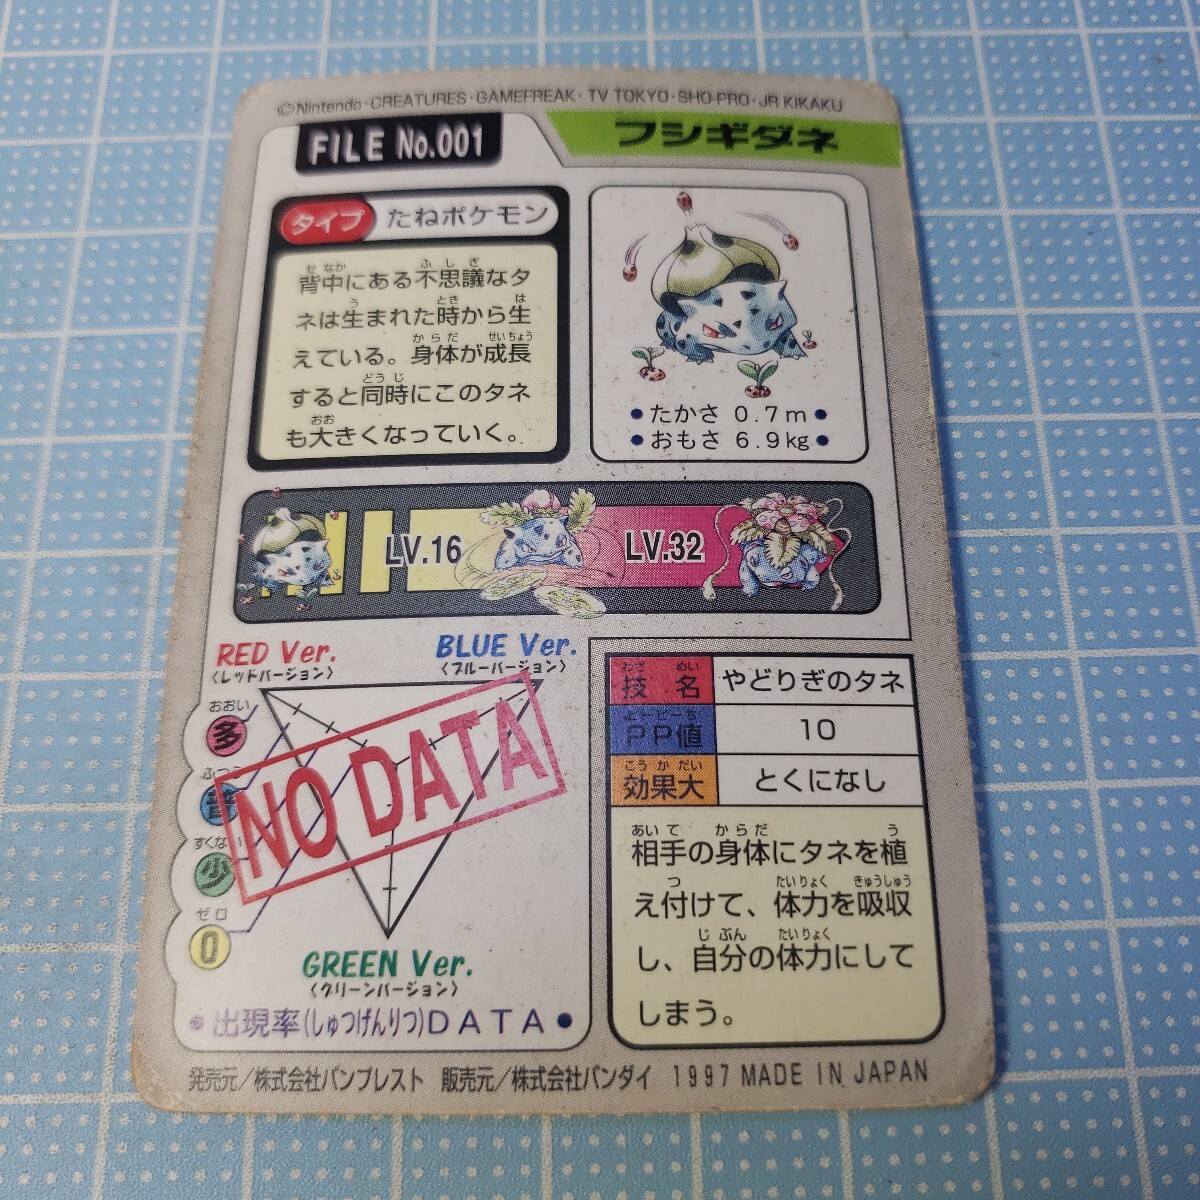 ©Nintendo・CREATURES・GAMEFREAK・TV TOKYO・SHO-PRO・JR KIKAKU
FILE No.001
フシギダネ
タイプ たねポケモン
背中にある不思議なタ
ネは生まれた時から生
えている。身体が成長
すると同時にこのタネ
も大きくなっていく。
●たかさ 0.7m●
●おもさ 6.9kg●
LV.16
LV.32
RED Ver.
〈レッドバージョン〉
BLUE Ver.
〈ブルーバージョン〉
おおい
多
ふつう
普
すくない
少
ゼロ
0
NO DATA
GREEN Ver.
〈グリーンバージョン〉
●出現率(しゅつげんりつ)DATA●
技名 やどりぎのタネ
PP値 10
効果大 とくになし
相手の身体にタネを植
え付けて、体力を吸収
し、自分の体力にして
しまう。
発売元/株式会社バンプレスト 販売元/株式会社バンダイ 1997 MADE IN JAPAN